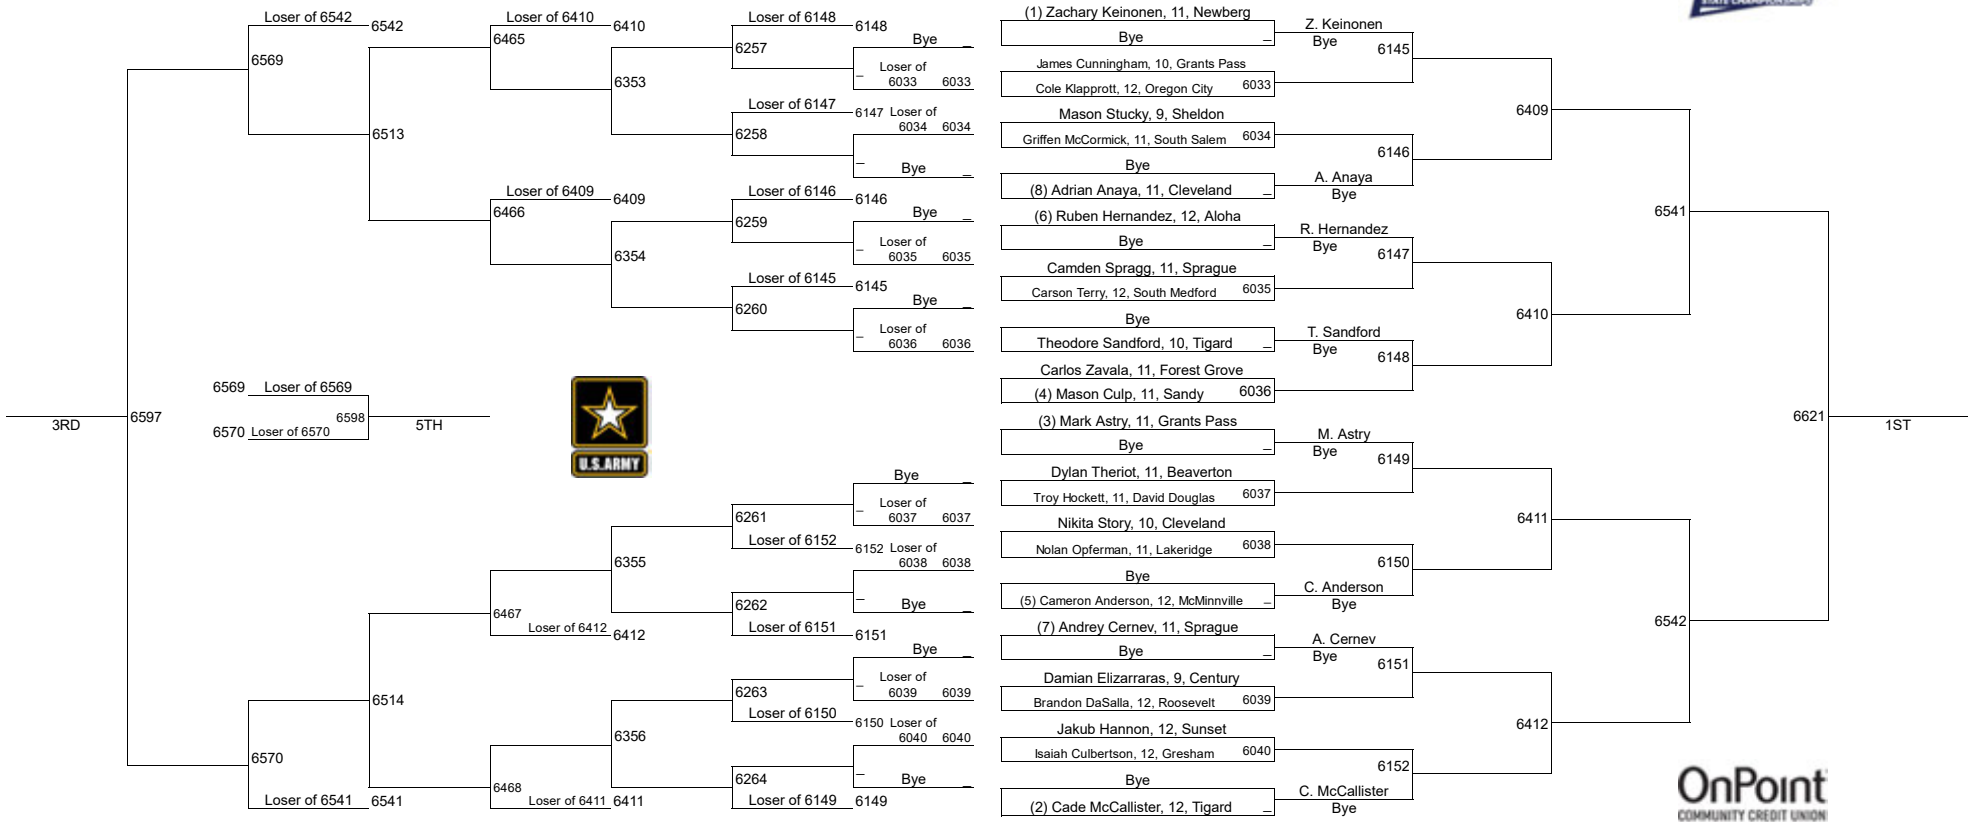 STATE CHAMPIONSHIPS
Loser of 6542 6542
6569
Loser of 6410 6410
6465
Loser of 6148 6148
6257
Bye _
_ Loser of
6033 6033
6353
Loser of 6147 6147
6258
Loser of
6034 6034
_ Bye _
6513
Loser of 6409 6409
6466
Loser of 6146 6146
6259
Bye _
_ Loser of
6035 6035
6354
Loser of 6145 6145
6260
Bye _
_ Loser of
6036 6036
6569 Loser of 6569
6598
6570 Loser of 6570
5TH
3RD
6597
U.S.ARMY
Bye _
_ Loser of
6037 6037
6261
Loser of 6152 6152
Loser of
6038 6038
6355
_ Bye _
6262
Loser of 6151 6151
6467
Loser of 6412 6412
Bye _
_ Loser of
6039 6039
6263
Loser of 6150 6150
Loser of
6040 6040
6514
6356
_ Bye _
6264
Loser of 6149 6149
6468
Loser of 6411 6411
6570
Loser of 6541 6541
(1) Zachary Keinonen, 11, Newberg
Bye _
Z. Keinonen
Bye
6145
James Cunningham, 10, Grants Pass
Cole Klapprott, 12, Oregon City 6033
6409
Mason Stucky, 9, Sheldon
Griffen McCormick, 11, South Salem 6034
6146
Bye
(8) Adrian Anaya, 11, Cleveland _
A. Anaya
Bye
6541
(6) Ruben Hernandez, 12, Aloha
Bye _
R. Hernandez
Bye
6147
Camden Spragg, 11, Sprague
Carson Terry, 12, South Medford 6035
6410
Bye
Theodore Sandford, 10, Tigard _
T. Sandford
Bye
6148
Carlos Zavala, 11, Forest Grove
(4) Mason Culp, 11, Sandy 6036
6621
1ST
(3) Mark Astry, 11, Grants Pass
Bye _
M. Astry
Bye
6149
Dylan Theriot, 11, Beaverton
Troy Hockett, 11, David Douglas 6037
6411
Nikita Story, 10, Cleveland
Nolan Opferman, 11, Lakeridge 6038
6150
Bye
(5) Cameron Anderson, 12, McMinnville _
C. Anderson
Bye
6542
(7) Andrey Cernev, 11, Sprague
Bye _
A. Cernev
Bye
6151
Damian Elizarraras, 9, Century
Brandon DaSalla, 12, Roosevelt 6039
6412
Jakub Hannon, 12, Sunset
Isaiah Culbertson, 12, Gresham 6040
6152
Bye
(2) Cade McCallister, 12, Tigard _
C. McCallister
Bye
OnPoint
COMMUNITY CREDIT UNION